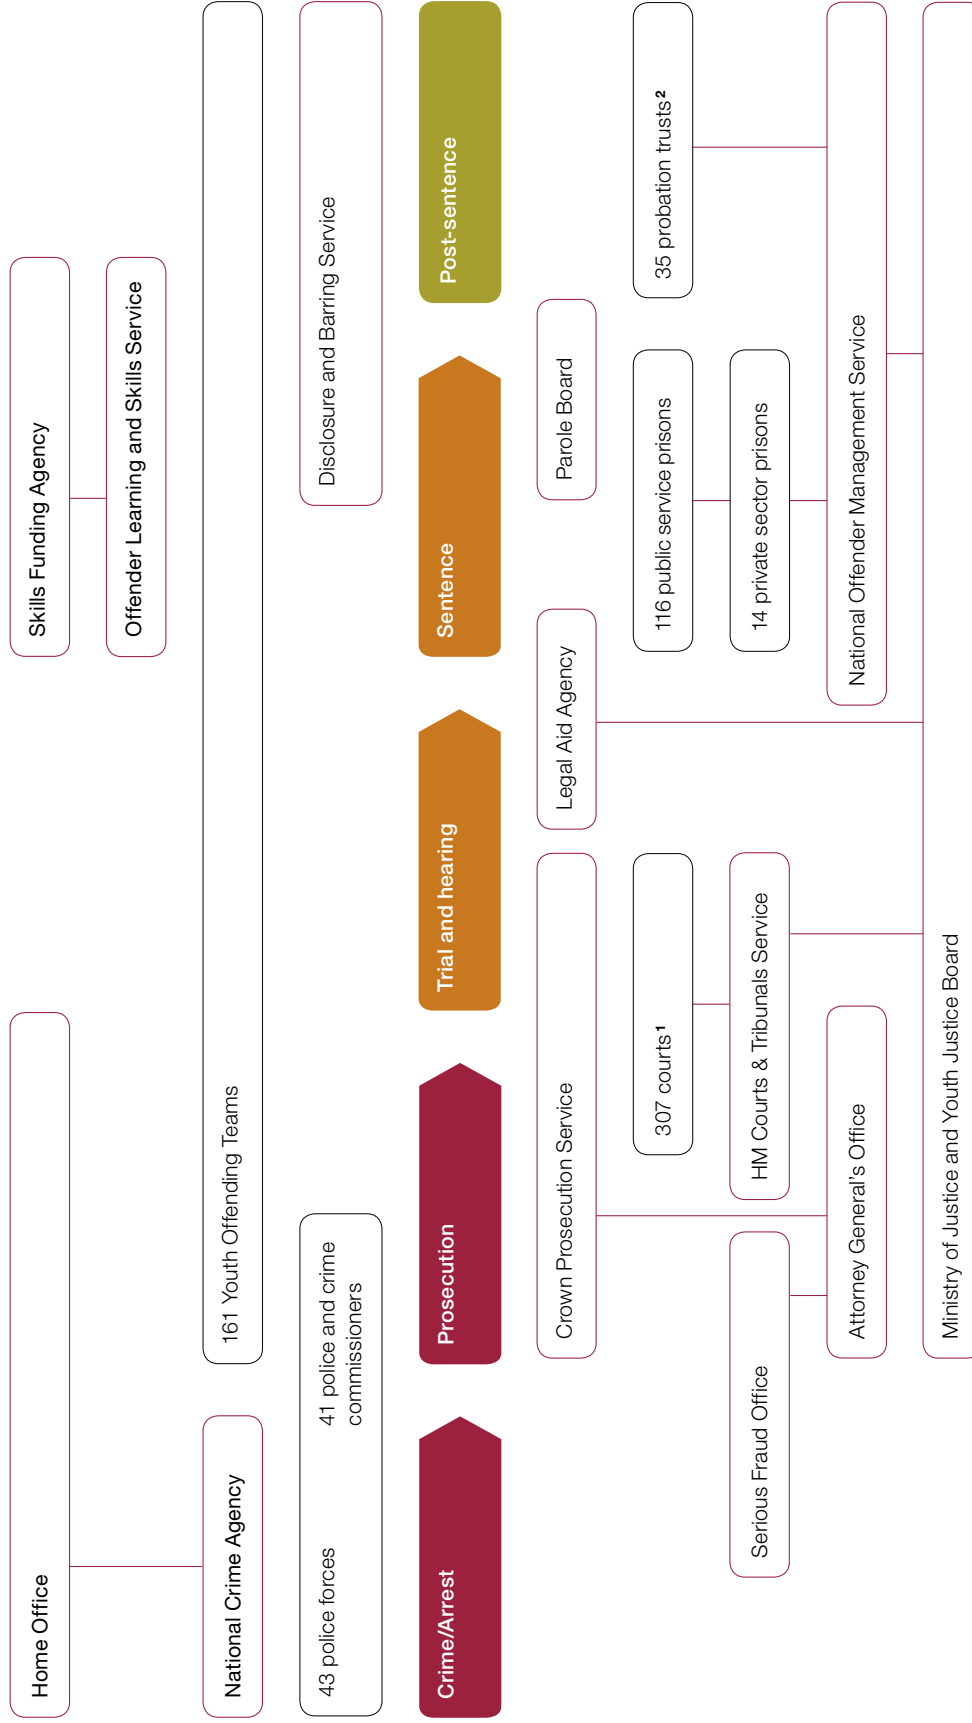 Home Office
Skills Funding Agency
Offender Learning and Skills Service
National Crime Agency
161 Youth Offending Teams
43 police forces
41 police and crime
commissioners
Disclosure and Barring Service
Crime/Arrest
Prosecution
Trial and hearing
Sentence
Post-sentence
Crown Prosecution Service
Legal Aid Agency
Parole Board
307 courts¹
116 public service prisons
35 probation trusts²
Serious Fraud Office
HM Courts & Tribunals Service
14 private sector prisons
Attorney General’s Office
National Offender Management Service
Ministry of Justice and Youth Justice Board